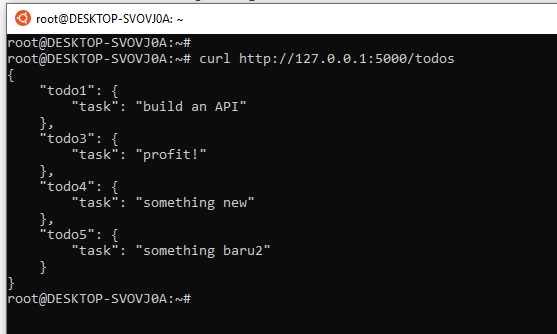 root@DESKTOP-SVOVJ0A: ~
root@DESKTOP-SVOVJ0A:~#
root@DESKTOP-SVOVJ0A:~# curl http://127.0.0.1:5000/todos
{
    "todo1": {
        "task": "build an API"
    },
    "todo3": {
        "task": "profit!"
    },
    "todo4": {
        "task": "something new"
    },
    "todo5": {
        "task": "something baru2"
    }
}
root@DESKTOP-SVOVJ0A:~#